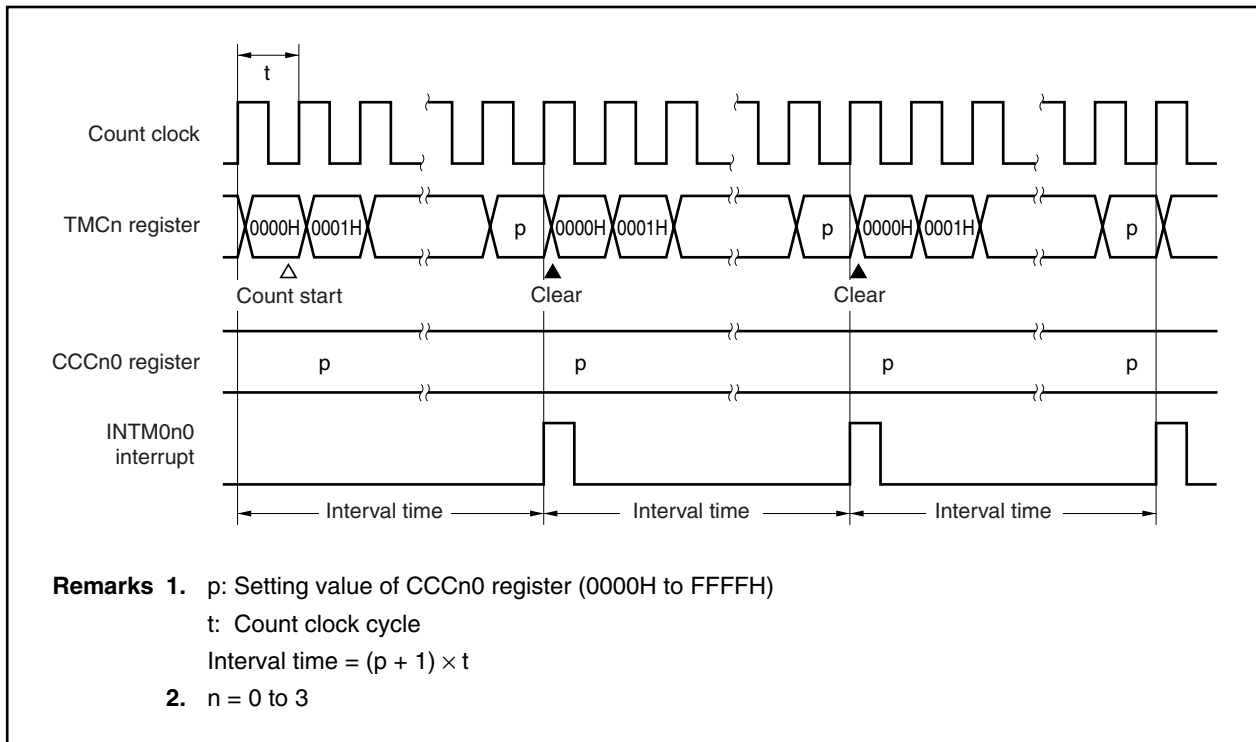 t
Count clock
TMCn register
0000H 0001H p 0000H 0001H p 0000H 0001H p
Count start Clear Clear
CCCn0 register
p p p p
INTM0n0
interrupt
Interval time Interval time Interval time
Remarks 1. p: Setting value of CCCn0 register (0000H to FFFFH)
t: Count clock cycle
Interval time = (p + 1) × t
2. n = 0 to 3